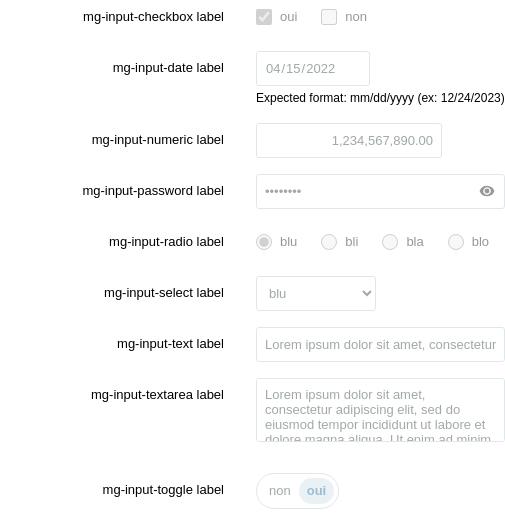 mg-input-checkbox label oui non
mg-input-date label 04/15/2022
Expected format: mm/dd/yyyy (ex: 12/24/2023)
mg-input-numeric label 1,234,567,890.00
mg-input-password label ••••••••
mg-input-radio label blu bli bla blo
mg-input-select label blu
mg-input-text label Lorem ipsum dolor sit amet, consectetur
mg-input-textarea label Lorem ipsum dolor sit amet,
consectetur adipiscing elit, sed do
eiusmod tempor incididunt ut labore et
dolore magna aliqua. Ut enim ad minim
mg-input-toggle label non oui